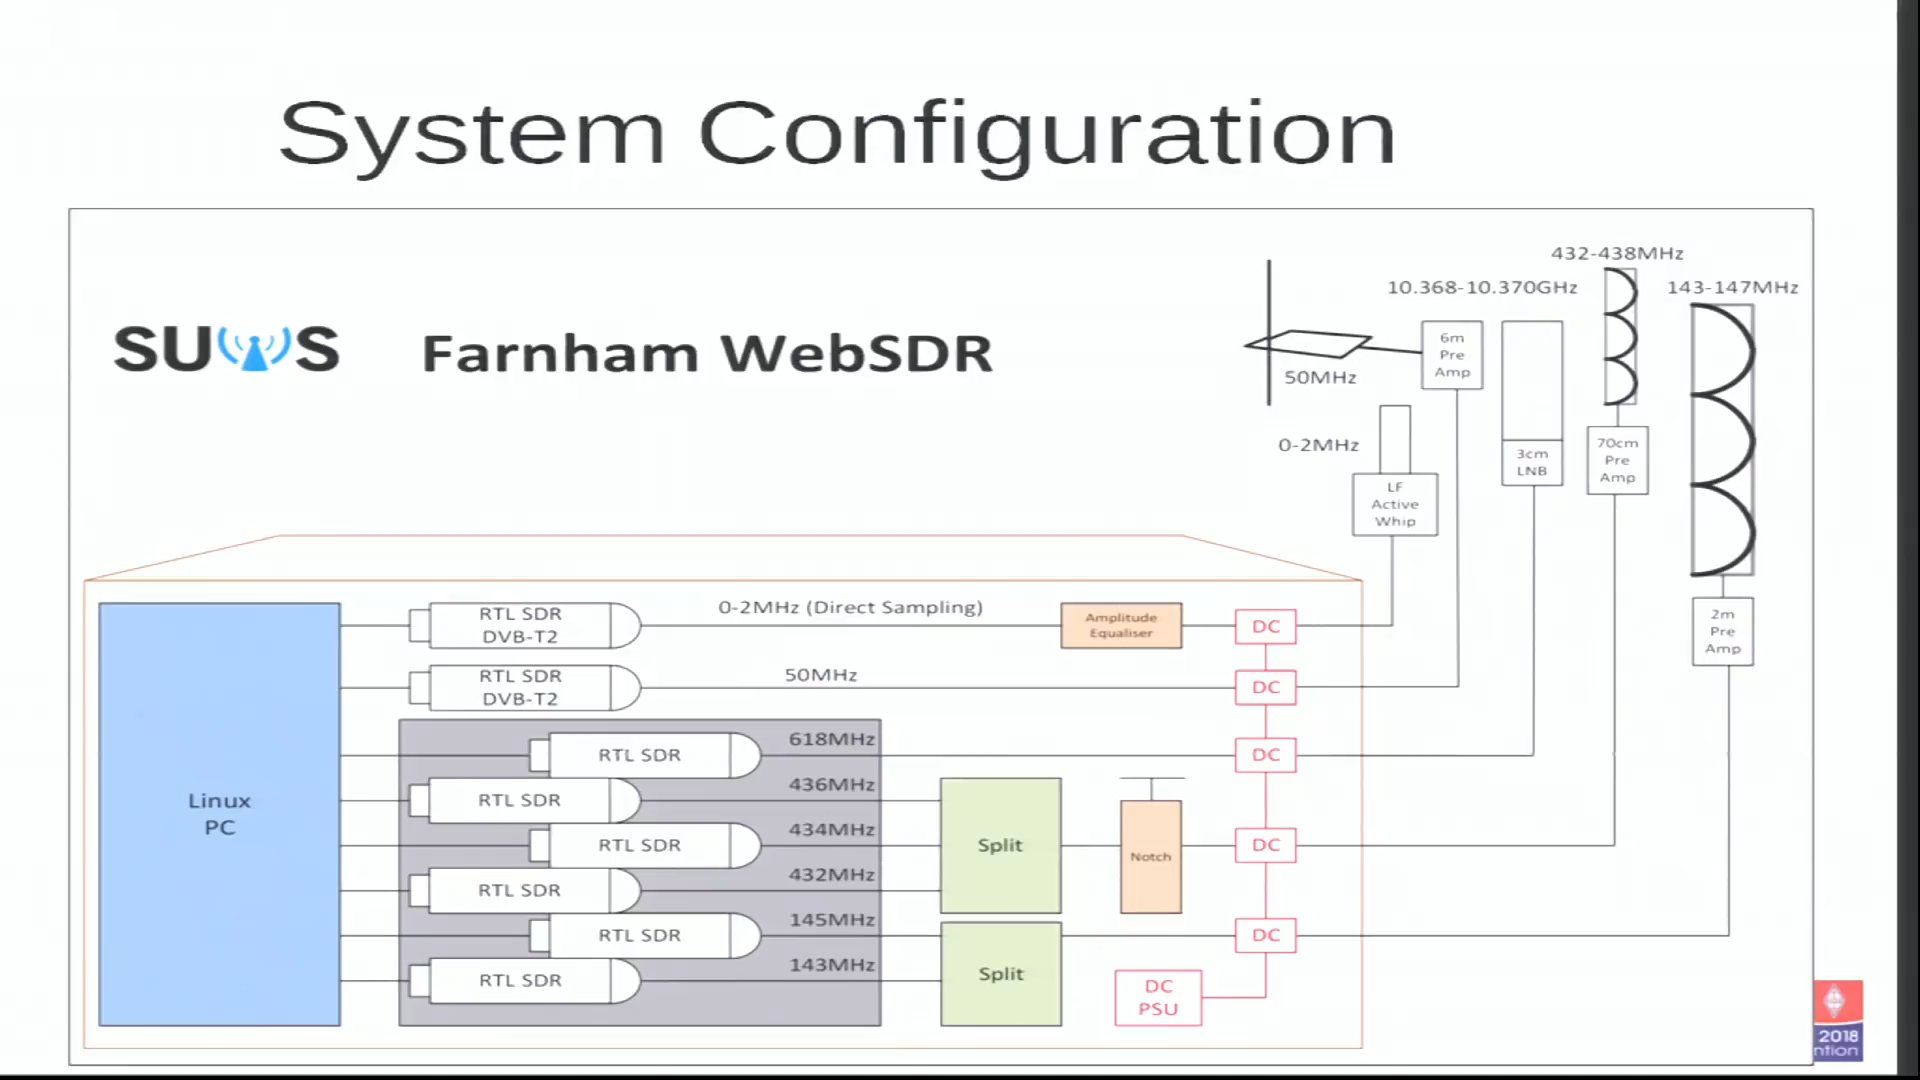 System Configuration
432-438MHz
10.368-10.370GHz
143-147MHz
SUWS
Farnham WebSDR
6m
Pre
Amp
50MHz
0-2MHz
3cm
LNB
70cm
Pre
Amp
LF
Active
Whip
2m
Pre
Amp
RTL SDR
DVB-T2
0-2MHz (Direct Sampling)
Amplitude
Equaliser
DC
RTL SDR
DVB-T2
50MHz
DC
RTL SDR
618MHz
DC
Linux
PC
RTL SDR
436MHz
RTL SDR
434MHz
Split
Notch
DC
RTL SDR
432MHz
RTL SDR
145MHz
DC
RTL SDR
143MHz
Split
DC
PSU
2018
ntion